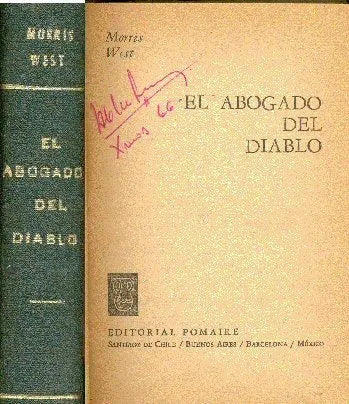 MORRIS
WEST
EL
ABOGADO
DEL
DIABLO
Morris
West
EL ABOGADO
DEL
DIABLO
EDITORIAL POMAIRE
SANTIAGO DE CHILE / BUENOS AIRES / BARCELONA / MÉXICO